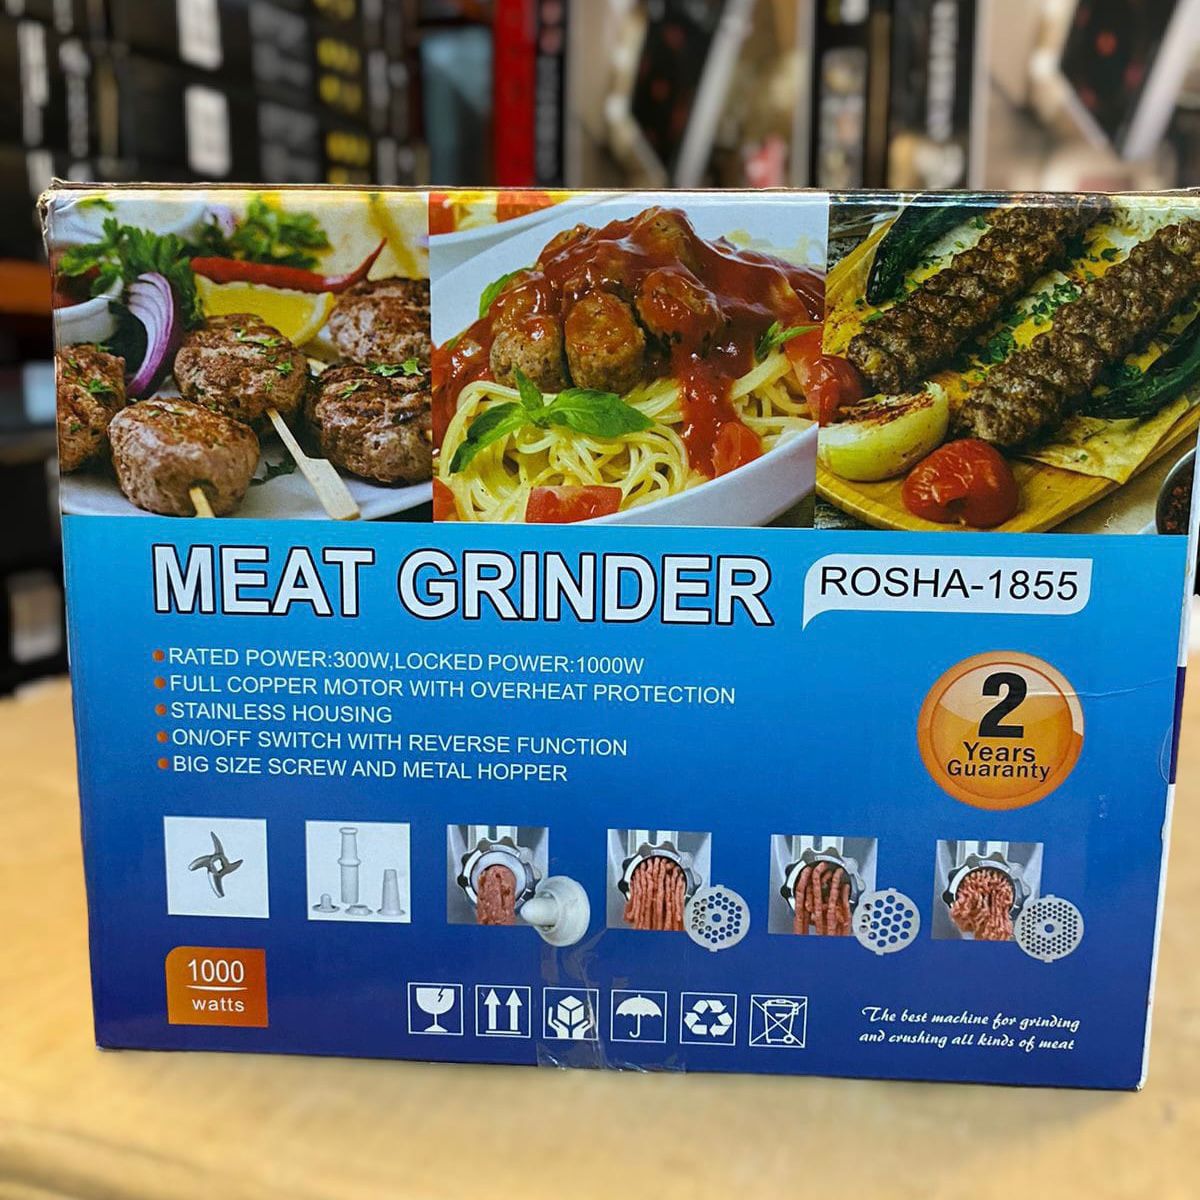 MEAT GRINDER
ROSHA-1855
RATED POWER:300W,LOCKED POWER:1000W
FULL COPPER MOTOR WITH OVERHEAT PROTECTION
STAINLESS HOUSING
ON/OFF SWITCH WITH REVERSE FUNCTION
BIG SIZE SCREW AND METAL HOPPER
2
Years
Guaranty
1000
watts
The best machine for grinding
and crushing all kinds of meat